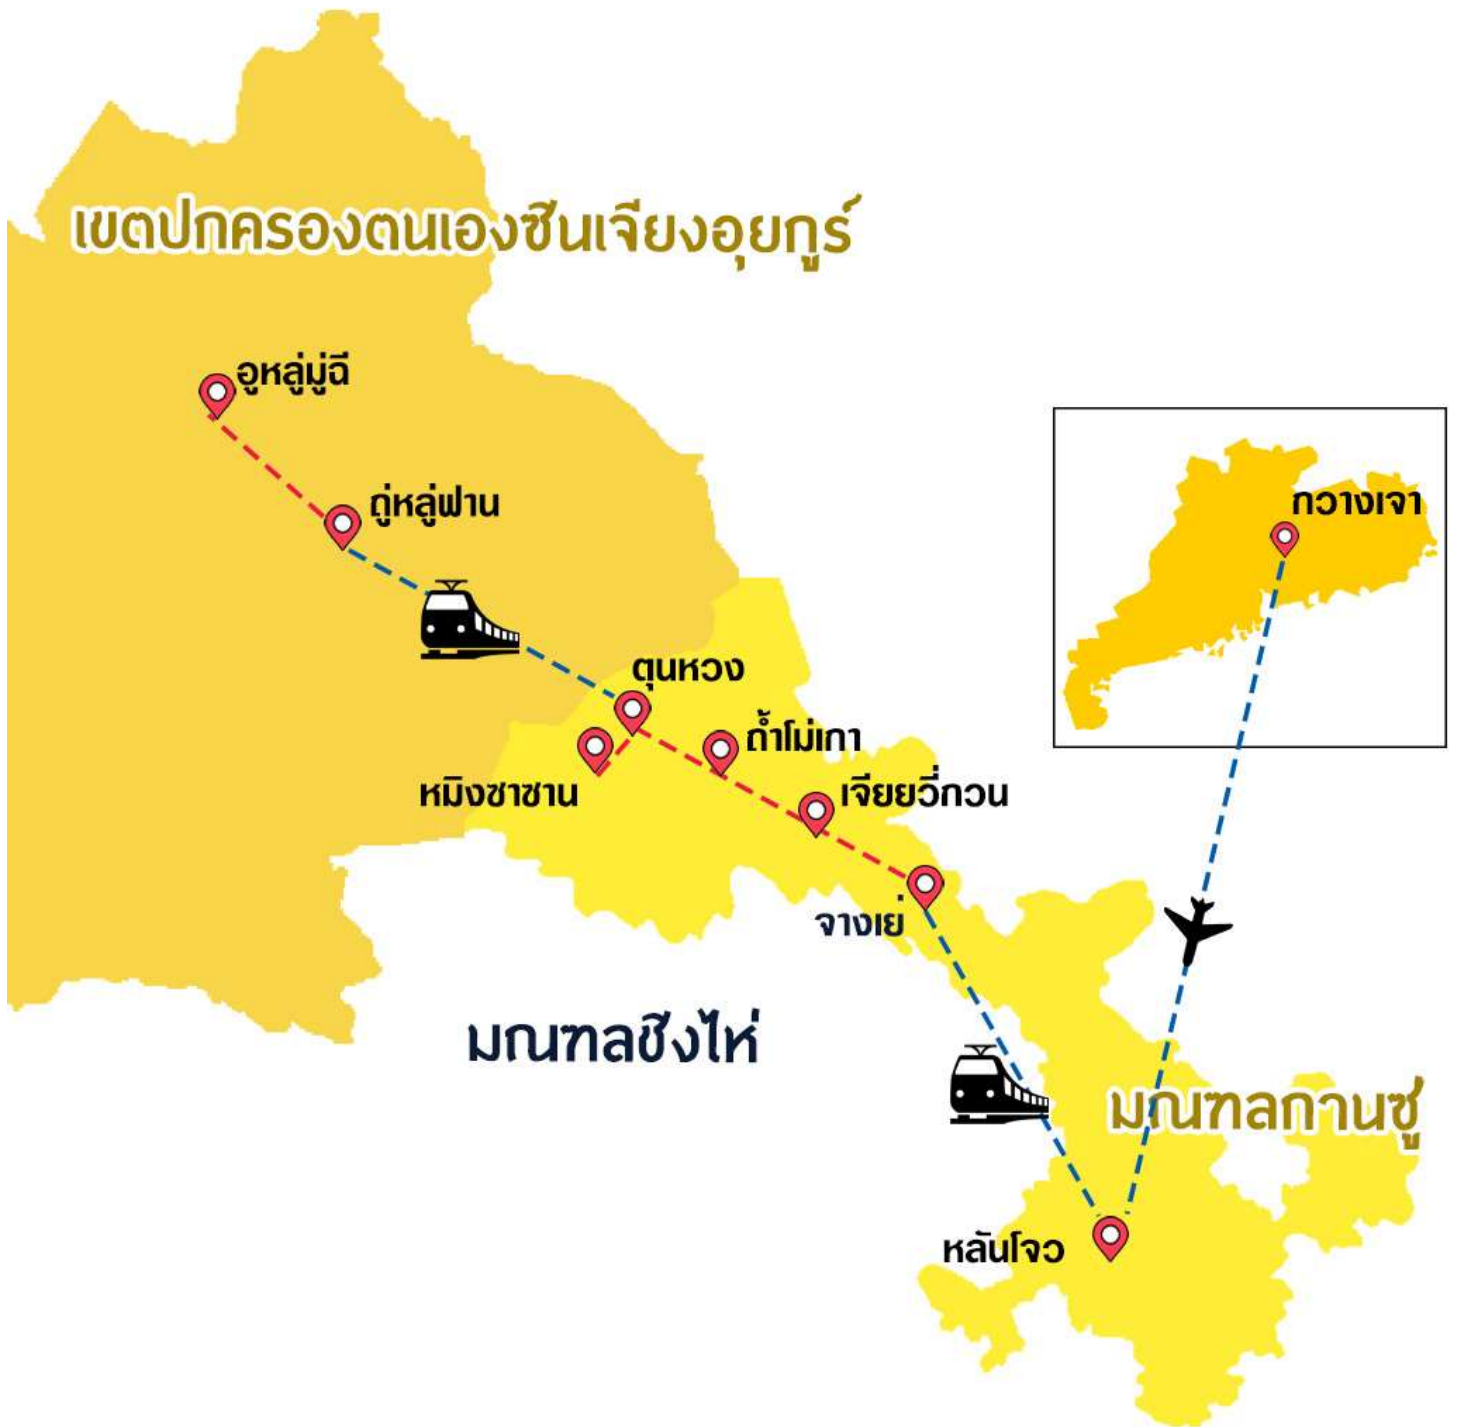 เขตปกครองตนเองซินเจียงอุยกูร์
อูหลู่มู่ฉี
ถู่หลู่ฟาน
กวางเจา
ตุนหวง
ถ้ำโม่เกา
หมิงซาซาน
เจียยวี่กวน
จางเย่
มณฑลชิงไห่
มณฑลกานซู
หลันโจว